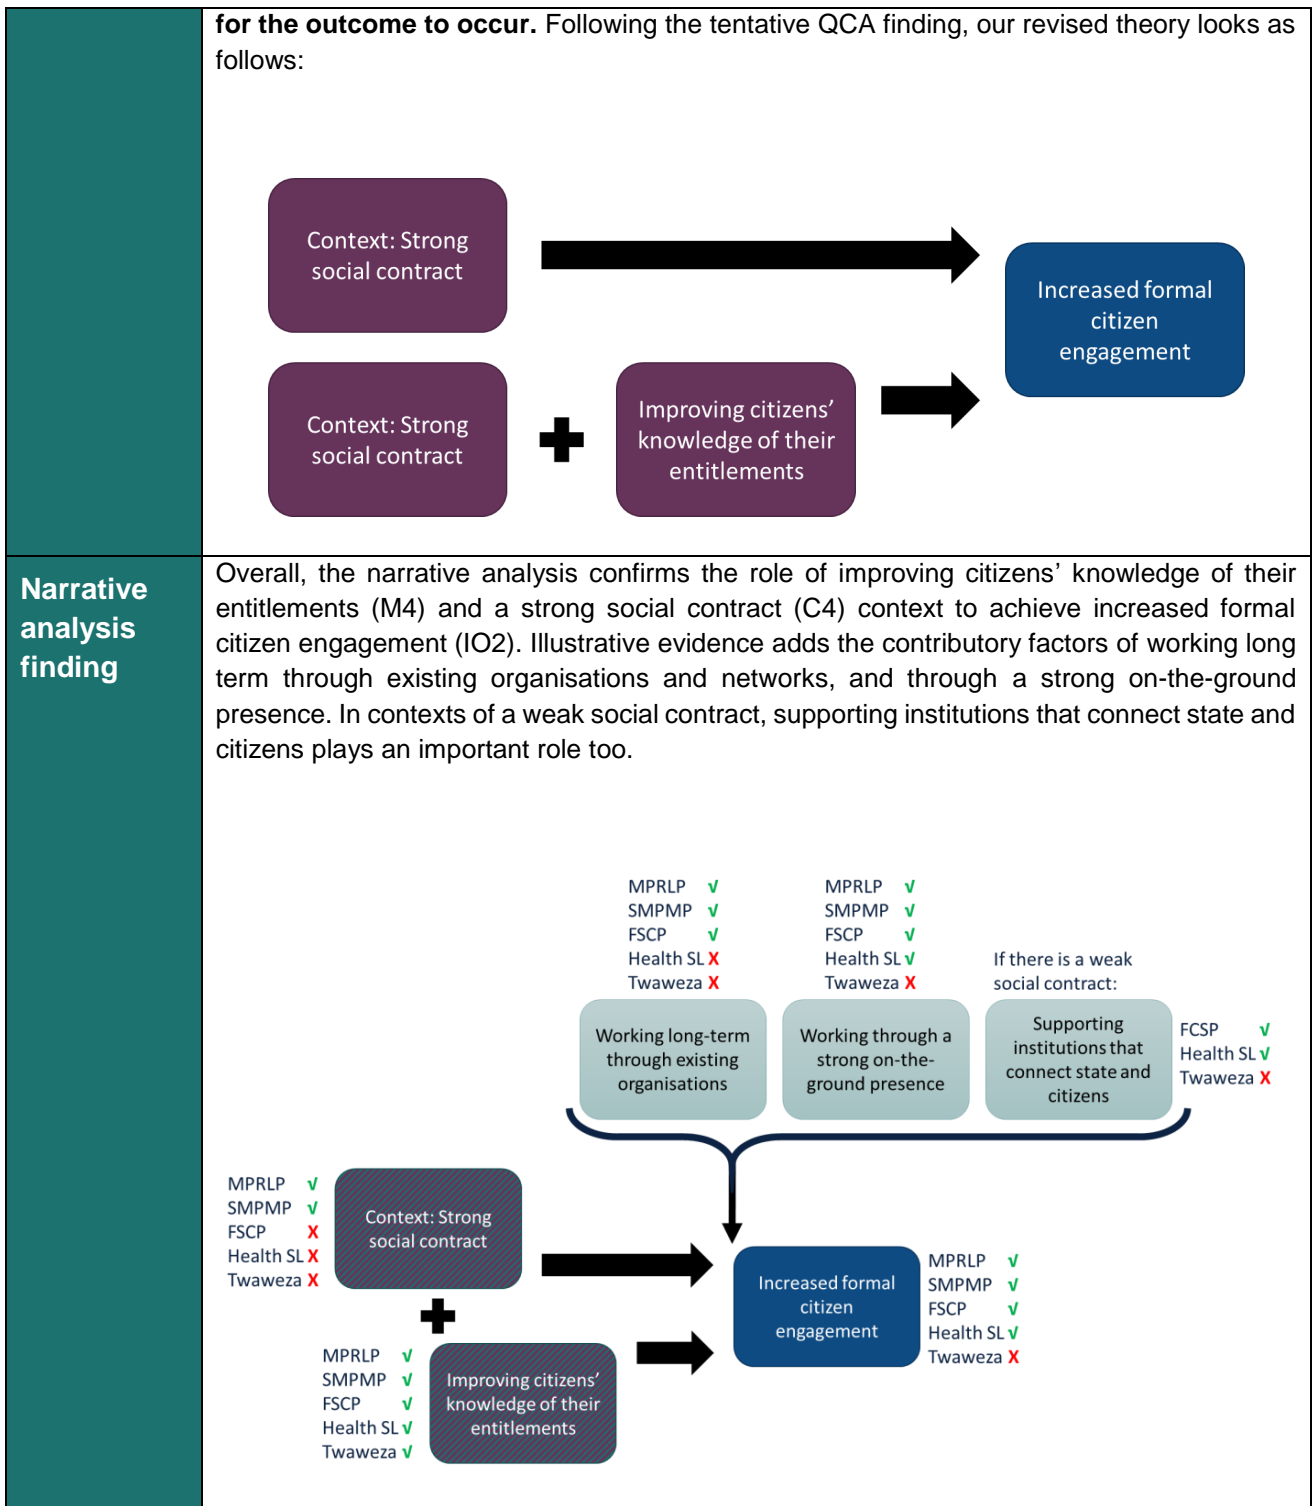 for the outcome to occur. Following the tentative QCA finding, our revised theory looks as
follows:
Context: Strong
social contract
Increased formal
citizen
engagement
Context: Strong
social contract
Improving citizens'
knowledge of their
entitlements
Narrative
analysis
finding
Overall, the narrative analysis confirms the role of improving citizens' knowledge of their
entitlements (M4) and a strong social contract (C4) context to achieve increased formal
citizen engagement (IO2). Illustrative evidence adds the contributory factors of working long
term through existing organisations and networks, and through a strong on-the-ground
presence. In contexts of a weak social contract, supporting institutions that connect state and
citizens plays an important role too.
MPRLP √
SMPMP √
FSCP √
Health SL X
Twaweza X
MPRLP √
SMPMP √
FSCP √
Health SL √
Twaweza X
If there is a weak
social contract:
Working long-term
through existing
organisations
Working through a
strong on-the-
ground presence
Supporting
institutions that
connect state and
citizens
FCSP √
Health SL √
Twaweza X
MPRLP √
SMPMP √
FSCP X
Health SL X
Twaweza X
Context: Strong
social contract
Increased formal
citizen
engagement
MPRLP √
SMPMP √
FSCP √
Health SL √
Twaweza X
MPRLP √
SMPMP √
FSCP √
Health SL √
Twaweza √
Improving citizens'
knowledge of their
entitlements